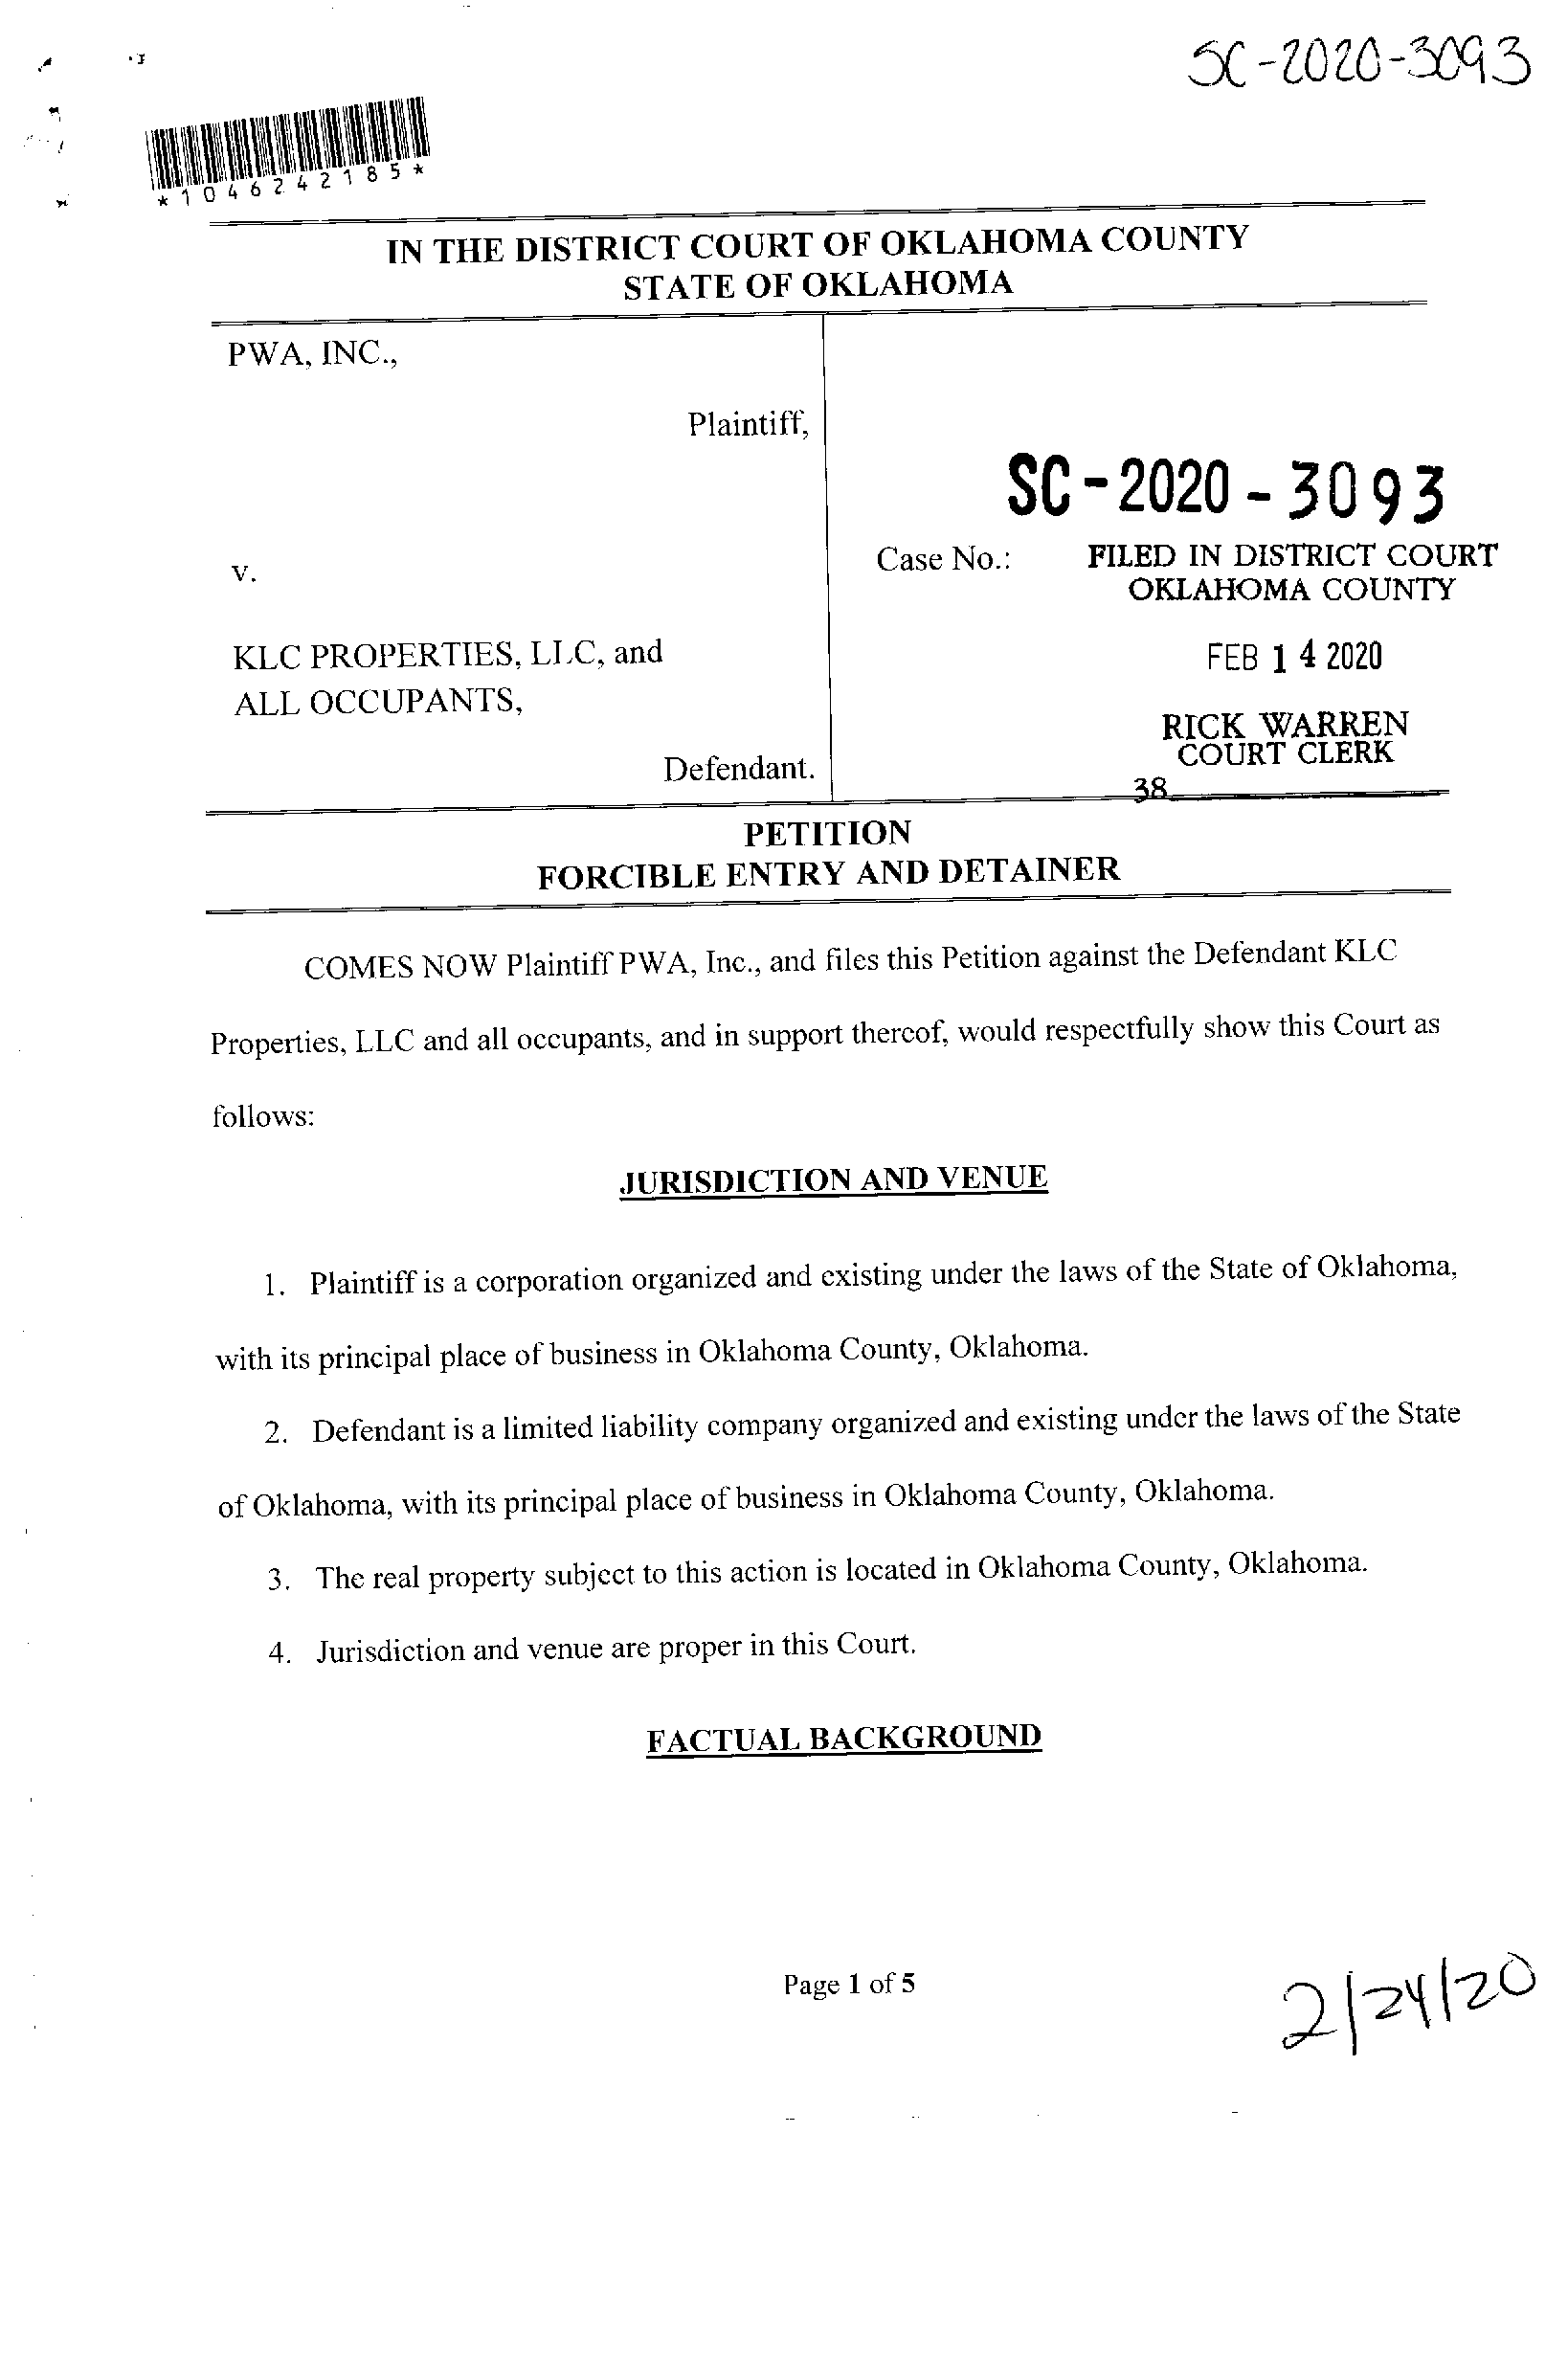 SC-2020-3093
*1046242185*
IN THE DISTRICT COURT OF OKLAHOMA COUNTY
STATE OF OKLAHOMA
PWA, INC.,
Plaintiff,
v.
KLC PROPERTIES, LLC, and
ALL OCCUPANTS,
Defendant.
SC-2020-3093
Case No.:
FILED IN DISTRICT COURT
OKLAHOMA COUNTY
FEB 14 2020
RICK WARREN
COURT CLERK
38
PETITION
FORCIBLE ENTRY AND DETAINER
COMES NOW Plaintiff PWA, Inc., and files this Petition against the Defendant KLC
Properties, LLC and all occupants, and in support thereof, would respectfully show this Court as
follows:
JURISDICTION AND VENUE
1. Plaintiff is a corporation organized and existing under the laws of the State of Oklahoma,
with its principal place of business in Oklahoma County, Oklahoma.
2. Defendant is a limited liability company organized and existing under the laws of the State
of Oklahoma, with its principal place of business in Oklahoma County, Oklahoma.
3. The real property subject to this action is located in Oklahoma County, Oklahoma.
4. Jurisdiction and venue are proper in this Court.
FACTUAL BACKGROUND
Page 1 of 5
2/24/20